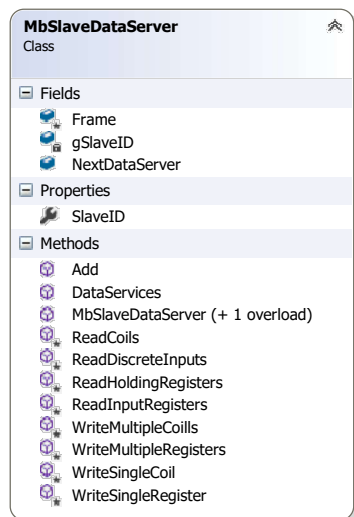 MbSlaveDataServer
Class
Fields
Frame
gSlaveID
NextDataServer
Properties
SlaveID
Methods
Add
DataServices
MbSlaveDataServer (+ 1 overload)
ReadCoils
ReadDiscreteInputs
ReadHoldingRegisters
ReadInputRegisters
WriteMultipleCoills
WriteMultipleRegisters
WriteSingleCoil
WriteSingleRegister